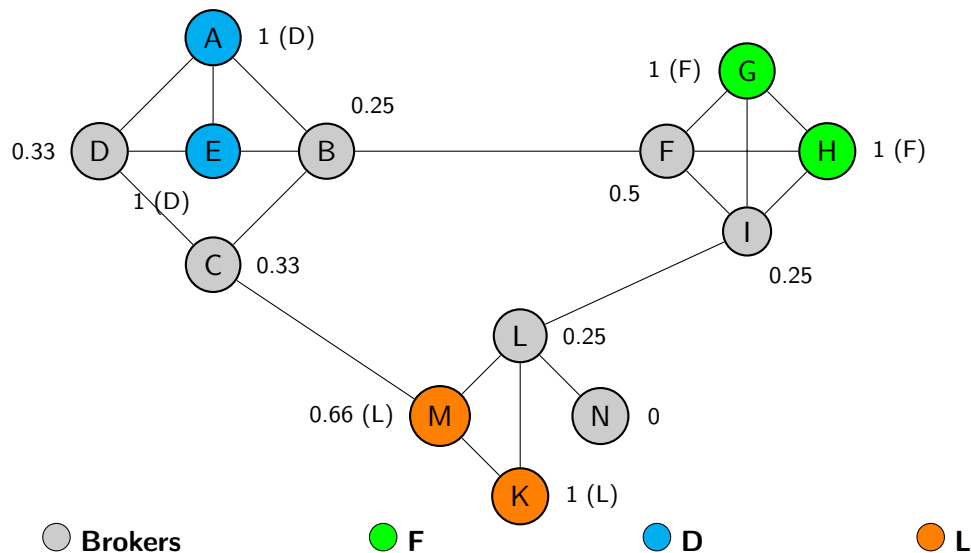 A
1 (D)
G
1 (F)
0.25
0.33
D
E
B
F
H
1 (F)
1 (D)
0.5
I
C
0.33
0.25
L
0.25
0.66 (L)
M
N
0
K
1 (L)
Brokers
F
D
L